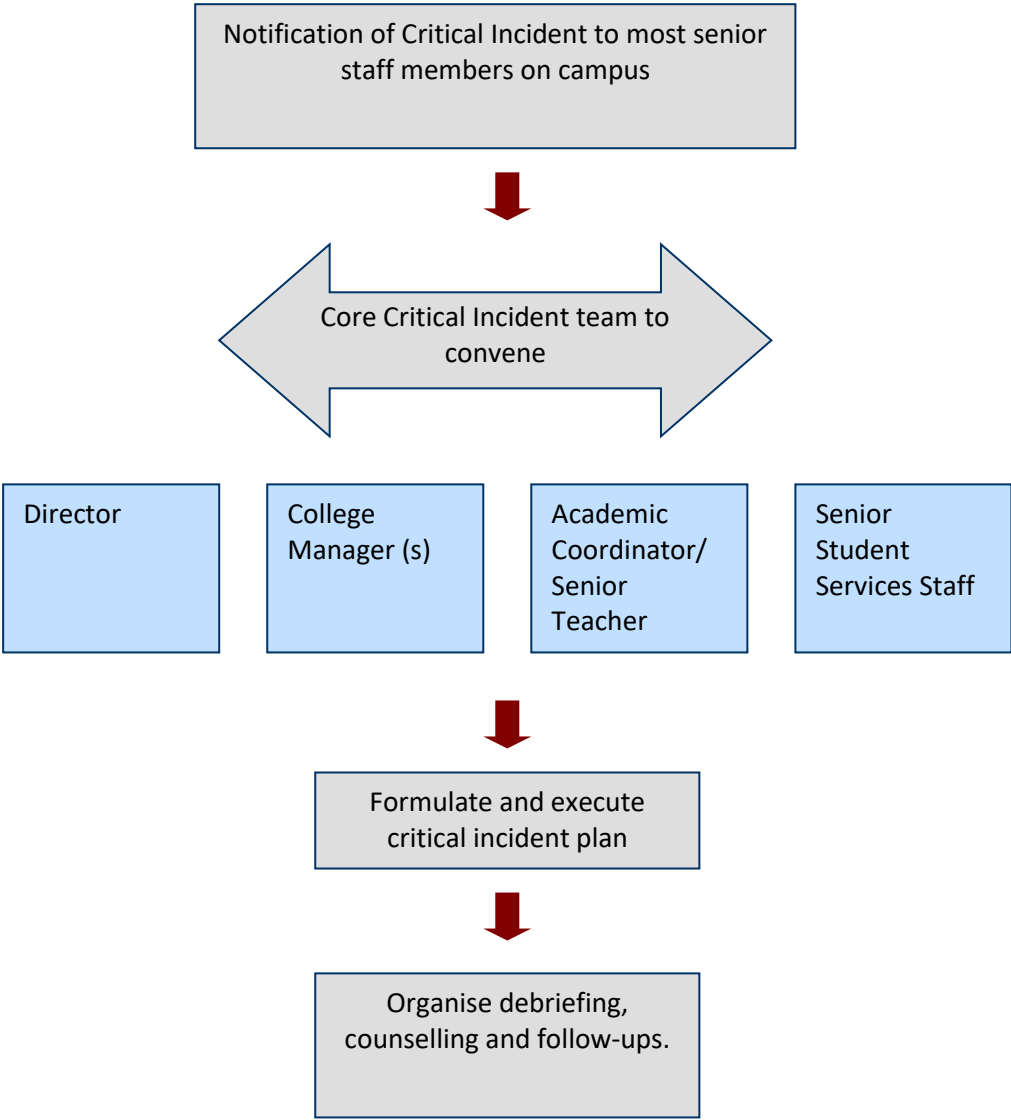 Notification of Critical Incident to most senior
staff members on campus
Core Critical Incident team to
convene
Director
College
Manager (s)
Academic
Coordinator/
Senior
Teacher
Senior
Student
Services Staff
Formulate and execute
critical incident plan
Organise debriefing,
counselling and follow-ups.